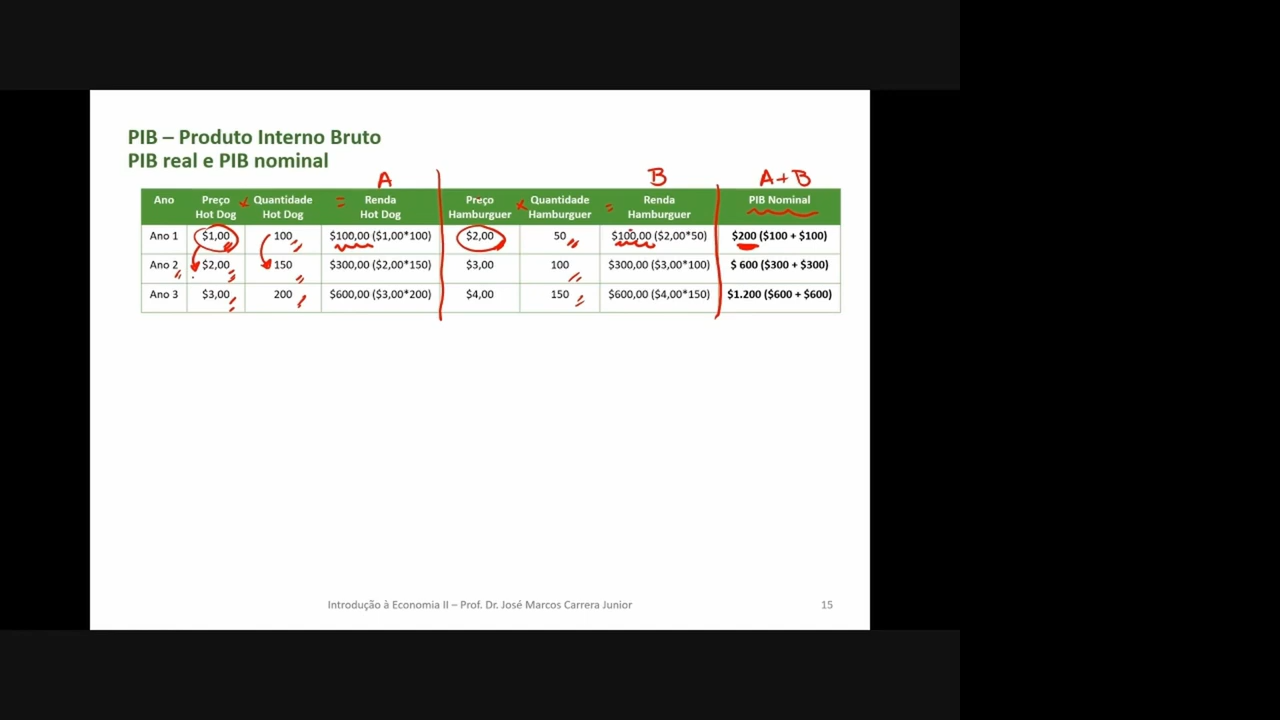 PIB – Produto Interno Bruto
PIB real e PIB nominal
A B A+B
Ano Preço Hot Dog x Quantidade Hot Dog = Renda Hot Dog Preço Hamburguer x Quantidade Hamburguer = Renda Hamburguer PIB Nominal
Ano 1 $1,00 100 $100,00 ($1,00*100) $2,00 50 $100,00 ($2,00*50) $200 ($100 + $100)
Ano 2 $2,00 150 $300,00 ($2,00*150) $3,00 100 $300,00 ($3,00*100) $ 600 ($300 + $300)
Ano 3 $3,00 200 $600,00 ($3,00*200) $4,00 150 $600,00 ($4,00*150) $1.200 ($600 + $600)
Introdução à Economia II – Prof. Dr. José Marcos Carrera Junior 15